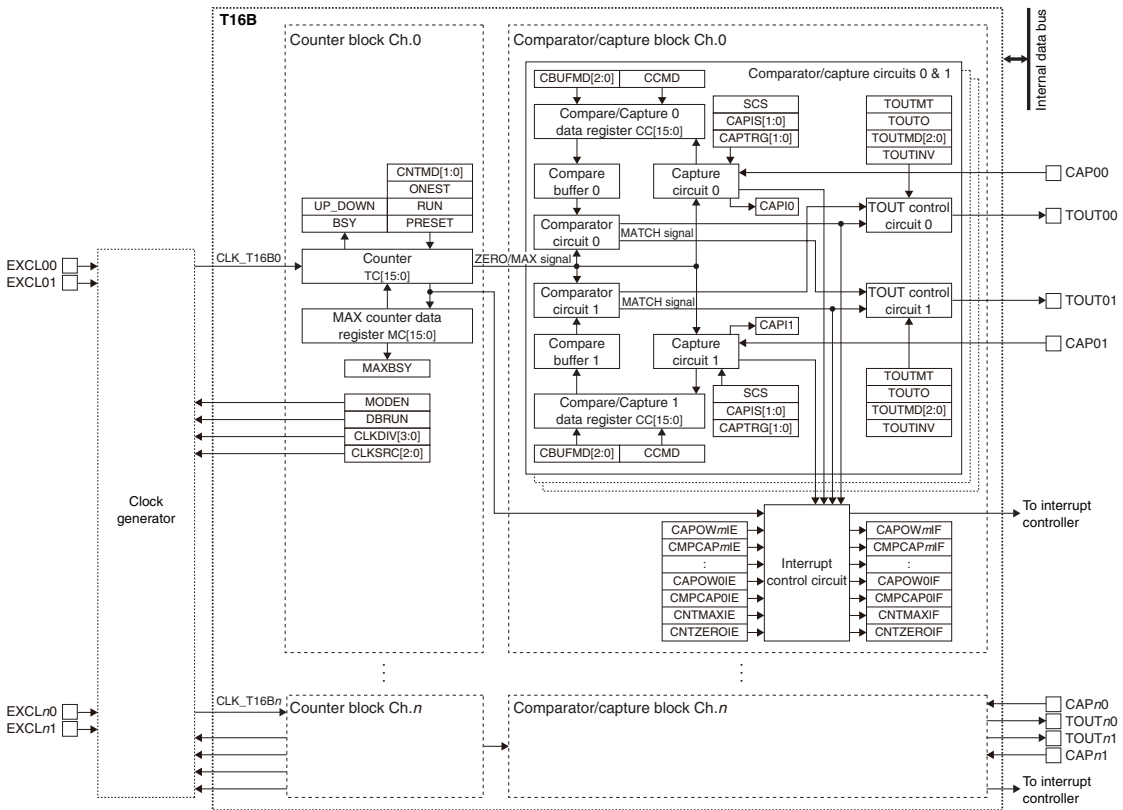 T16B
Internal data bus
Counter block Ch.0
Comparator/capture block Ch.0
Comparator/capture circuits 0 & 1
CBUFMD[2:0]
CCMD
Compare/Capture 0
data register CC[15:0]
SCS
CAPIS[1:0]
CAPTRG[1:0]
TOUTMT
TOUTO
TOUTMD[2:0]
TOUTINV
CNTMD[1:0]
ONEST
UP_DOWN
RUN
BSY
PRESET
Compare
buffer 0
Capture
circuit 0
CAPI0
CAP00
Comparator
circuit 0
MATCH signal
TOUT control
circuit 0
TOUT00
EXCL00
EXCL01
CLK_T16B0
Counter
TC[15:0]
ZERO/MAX signal
Comparator
circuit 1
MATCH signal
TOUT control
circuit 1
TOUT01
MAX counter data
register MC[15:0]
MAXBSY
Compare
buffer 1
Capture
circuit 1
CAPI1
CAP01
MODEN
DBRUN
CLKDIV[3:0]
CLKSRC[2:0]
Compare/Capture 1
data register CC[15:0]
CBUFMD[2:0]
CCMD
SCS
CAPIS[1:0]
CAPTRG[1:0]
TOUTMT
TOUTO
TOUTMD[2:0]
TOUTINV
Clock
generator
To interrupt
controller
CAPOWmIE
CMPCAPmIE
:
CAPOW0IE
CMPCAP0IE
CNTMAXIE
CNTZEROIE
Interrupt
control circuit
CAPOWmIF
CMPCAPmIF
:
CAPOW0IF
CMPCAP0IF
CNTMAXIF
CNTZEROIF
EXCLn0
EXCLn1
CLK_T16Bn
Counter block Ch.n
Comparator/capture block Ch.n
CAPn0
TOUTn0
TOUTn1
CAPn1
To interrupt
controller